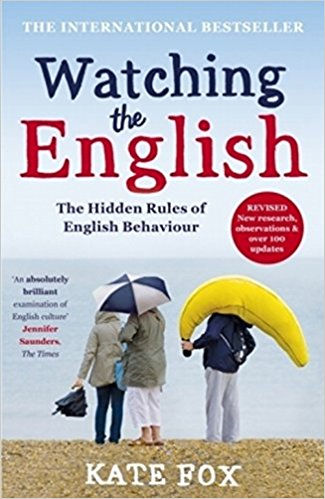 THE INTERNATIONAL BESTSELLER
Watching
the
English
The Hidden Rules of
English Behaviour
REVISED
New research,
observations &
over 100
updates
'An absolutely
brilliant
examination of
English culture'
Jennifer
Saunders,
The Times
KATE FOX